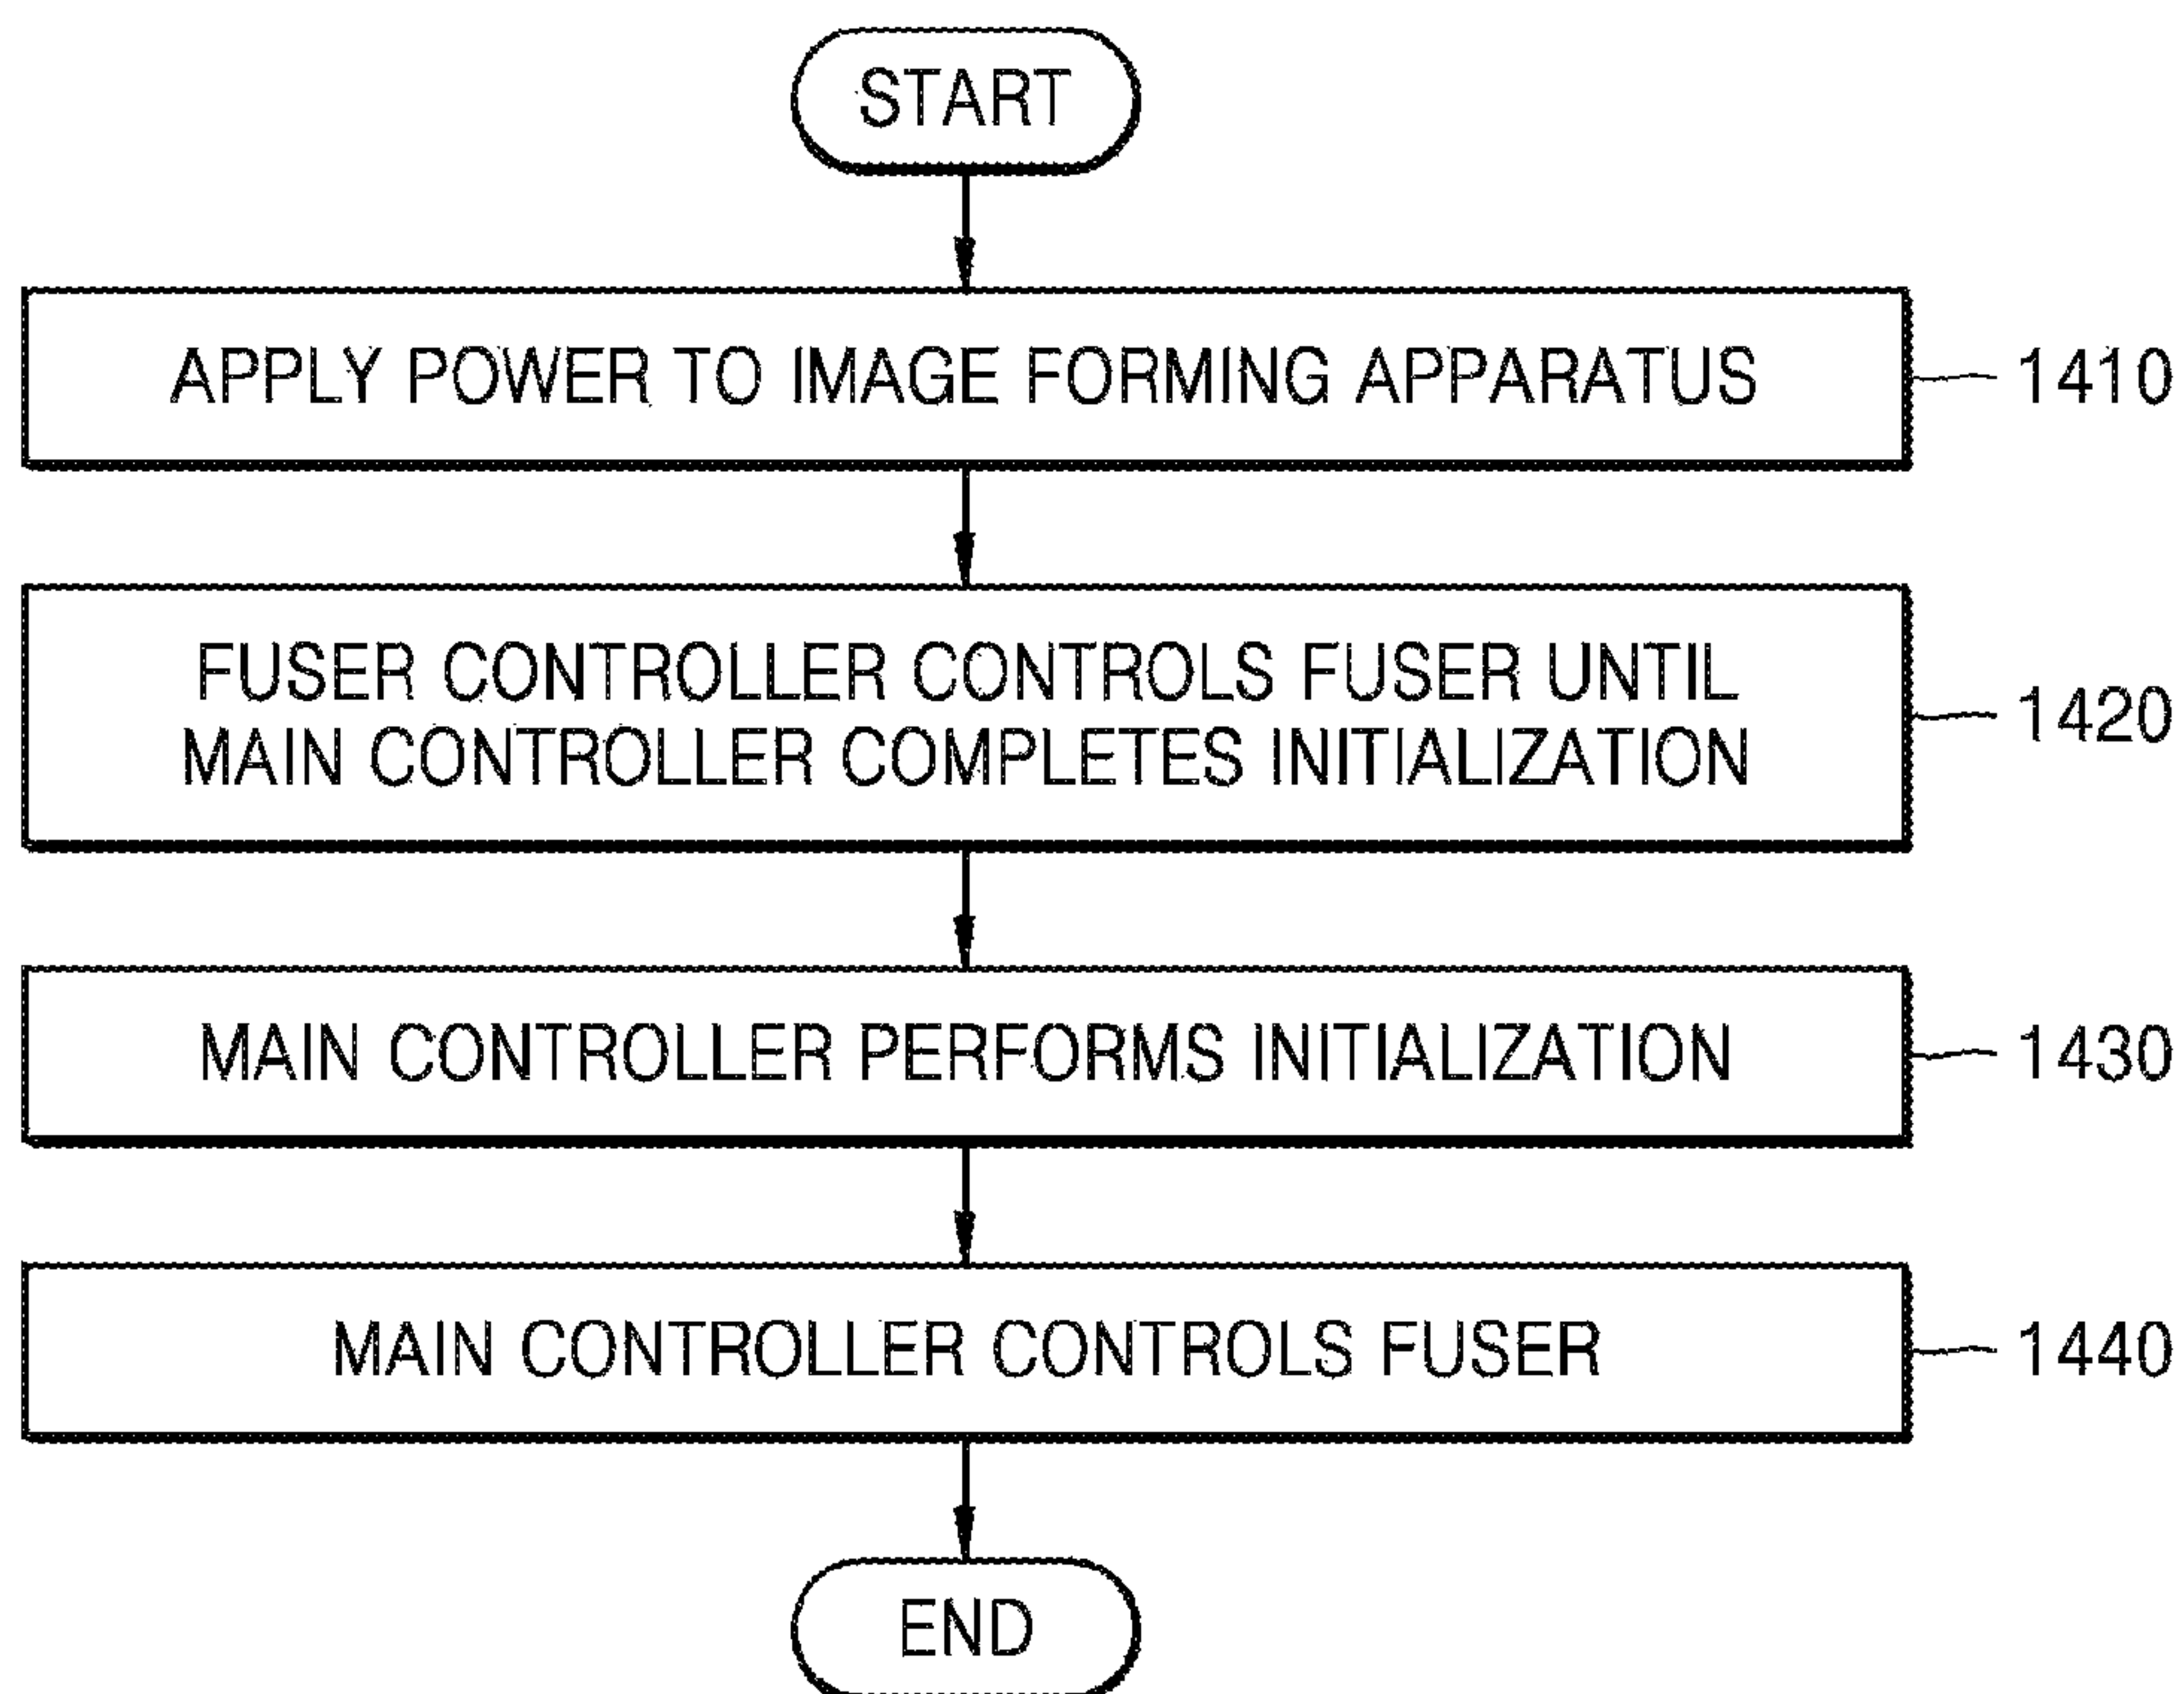 START
APPLY POWER TO IMAGE FORMING APPARATUS
1410
FUSER CONTROLLER CONTROLS FUSER UNTIL
MAIN CONTROLLER COMPLETES INITIALIZATION
1420
MAIN CONTROLLER PERFORMS INITIALIZATION
1430
MAIN CONTROLLER CONTROLS FUSER
1440
END